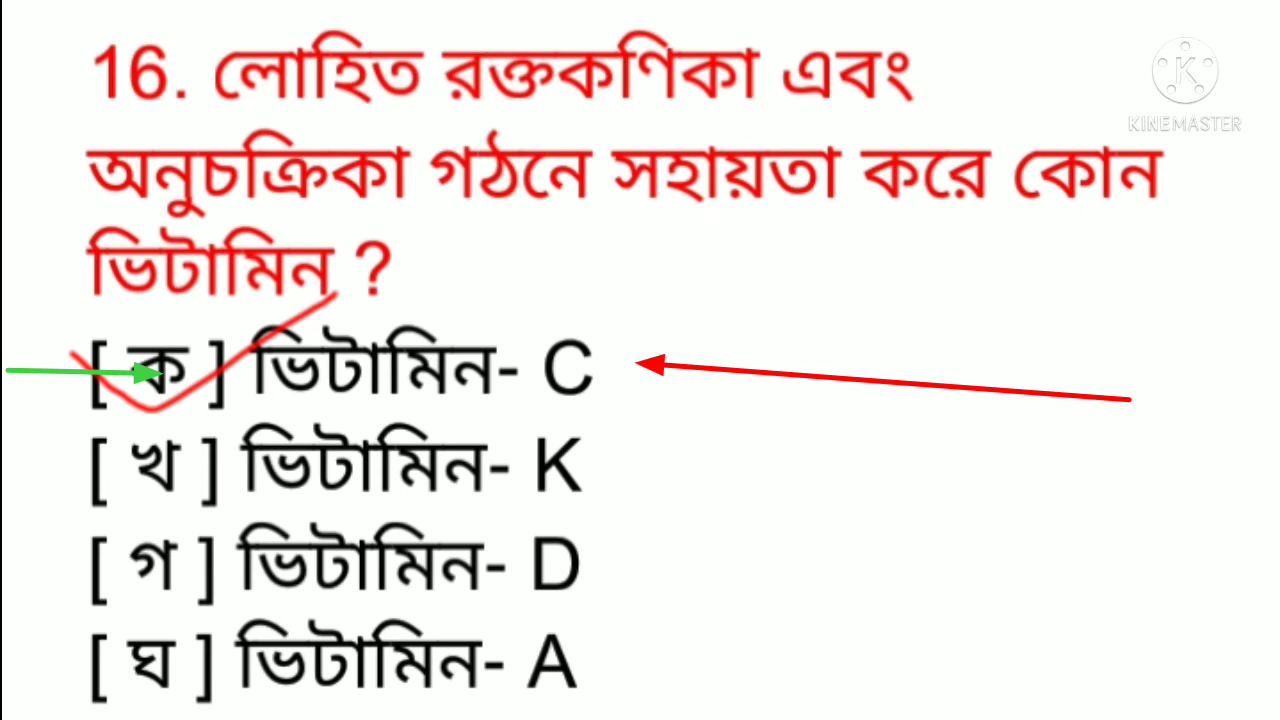 16. লোহিত রক্তকণিকা এবং
অনুচক্রিকা গঠনে সহায়তা করে কোন
ভিটামিন ?
[ ক ] ভিটামিন- C
[ খ ] ভিটামিন- K
[ গ ] ভিটামিন- D
[ ঘ ] ভিটামিন- A
K
KINEMASTER